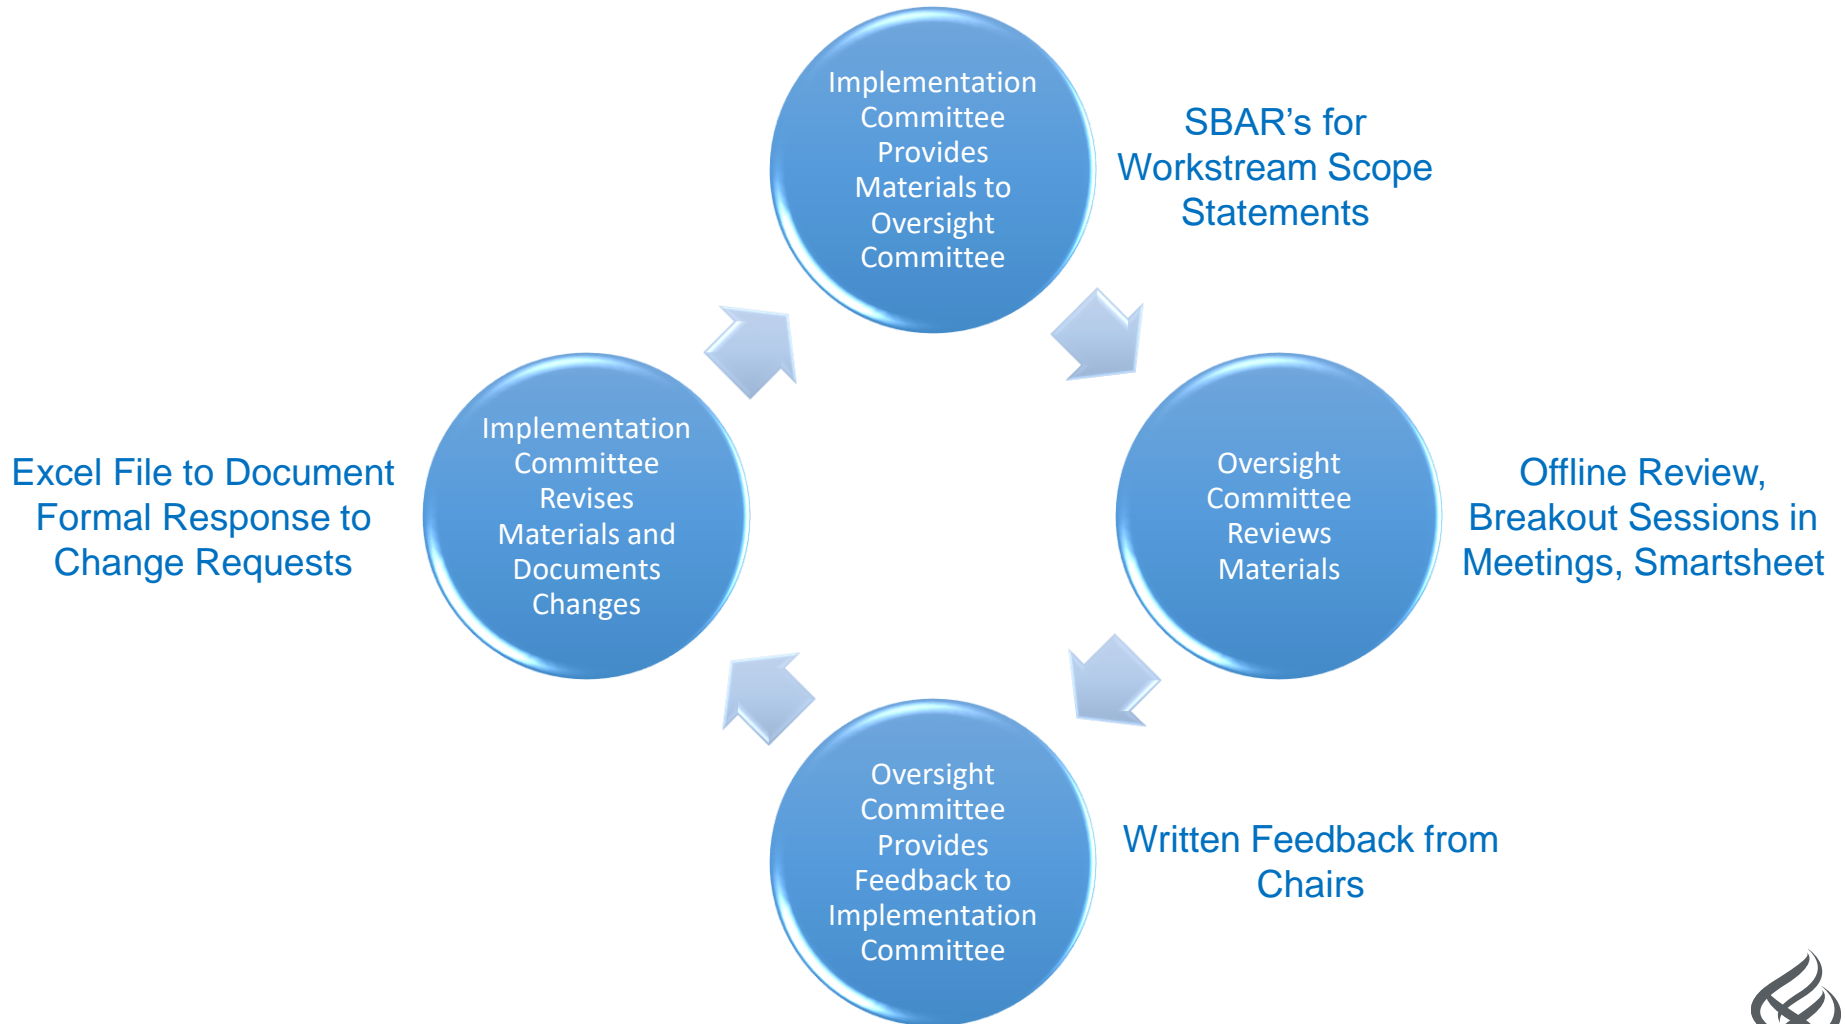 Implementation
Committee
Provides
Materials to
Oversight
Committee
SBAR’s for
Workstream Scope
Statements
Oversight
Committee
Reviews
Materials
Offline Review,
Breakout Sessions in
Meetings, Smartsheet
Oversight
Committee
Provides
Feedback to
Implementation
Committee
Written Feedback from
Chairs
Implementation
Committee
Revises
Materials and
Documents
Changes
Excel File to Document
Formal Response to
Change Requests